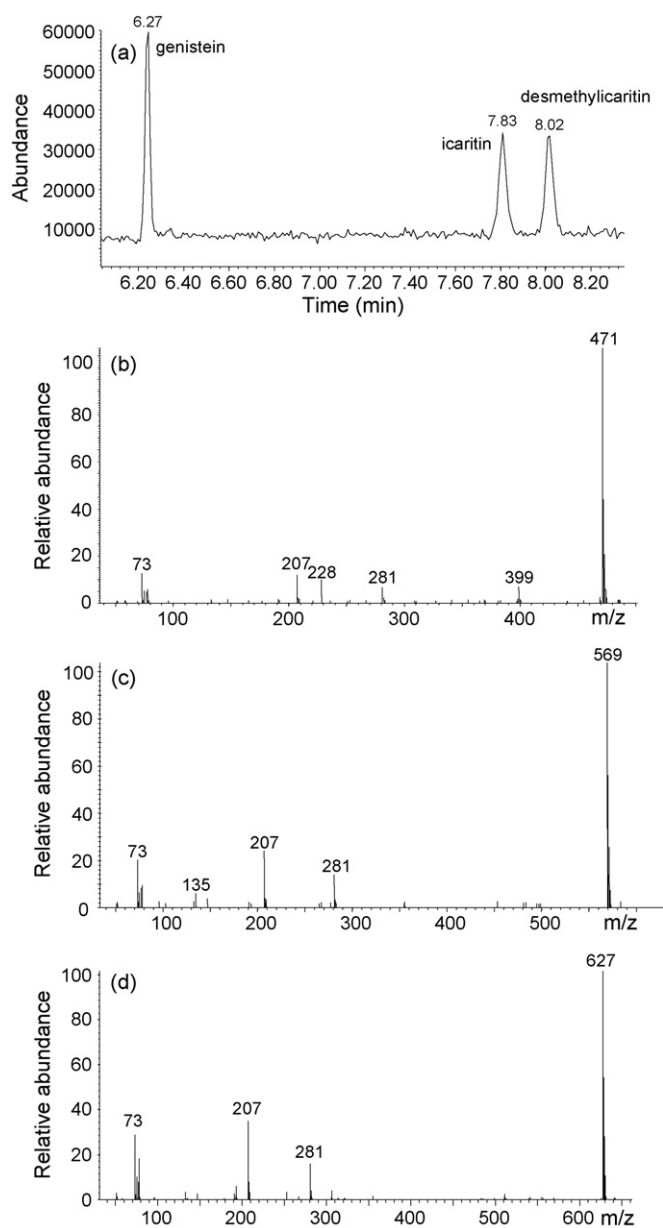 (a)
6.27
genistein
desmethylicaritin
7.83
8.02
icaritin
60000
50000
40000
30000
20000
10000
Abundance
6.20 6.40 6.60 6.80 7.00 7.20 7.40 7.60 7.80 8.00 8.20
Time (min)
(b)
471
100
80
60
40
20
0
Relative abundance
73
207
228
281
399
100 200 300 400 m/z
(c)
569
100
80
60
40
20
0
Relative abundance
73
135
207
281
100 200 300 400 500 m/z
(d)
627
100
80
60
40
20
0
Relative abundance
73
207
281
100 200 300 400 500 600 m/z